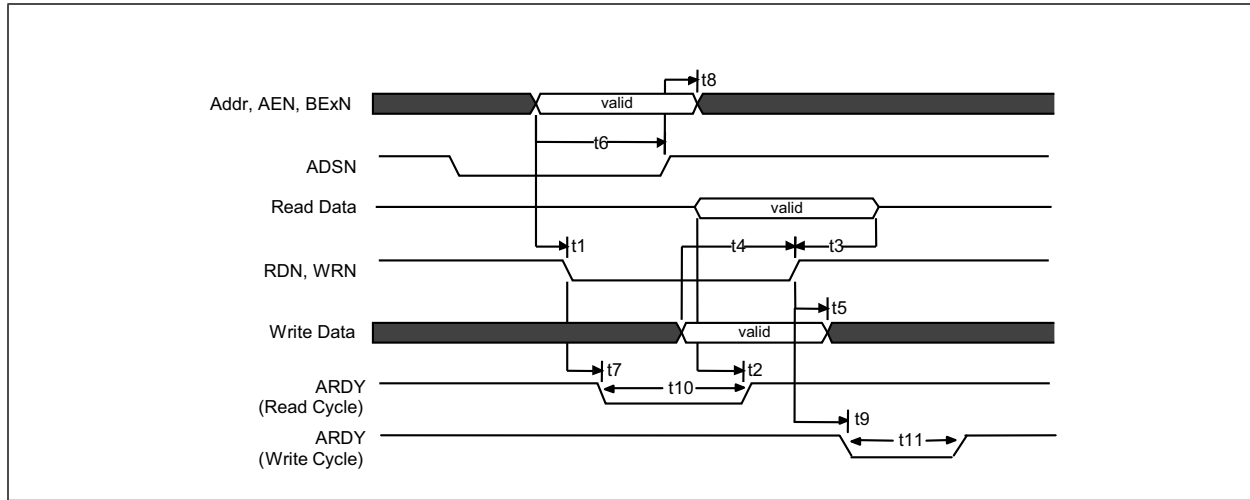 t8
Addr, AEN, BExN
valid
t6
ADSN
Read Data
valid
t1
t4
t3
RDN, WRN
t5
Write Data
valid
t7
t2
ARDY
t10
(Read Cycle)
t9
ARDY
t11
(Write Cycle)